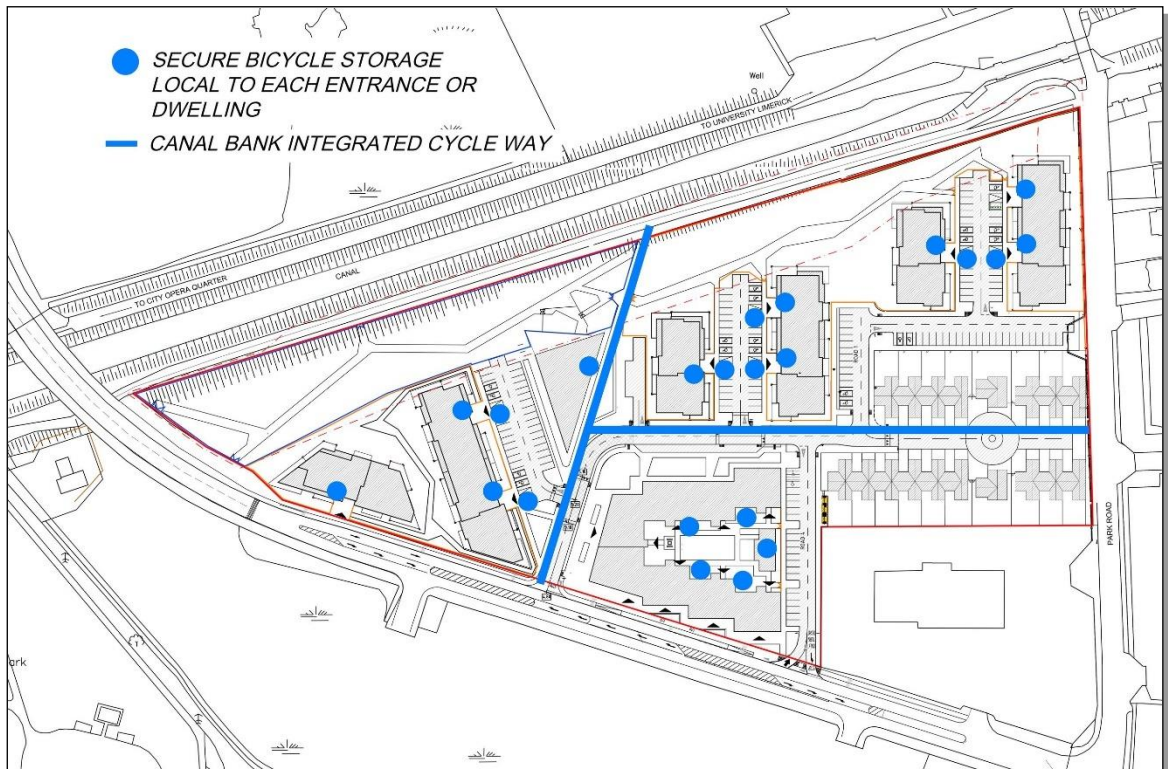 SECURE BICYCLE STORAGE
LOCAL TO EACH ENTRANCE OR
DWELLING
CANAL BANK INTEGRATED CYCLE WAY
Well
TO UNIVERSITY LIMERICK
CANAL
TO CITY OPERA QUARTER
ROAD 1
PARK ROAD
ark